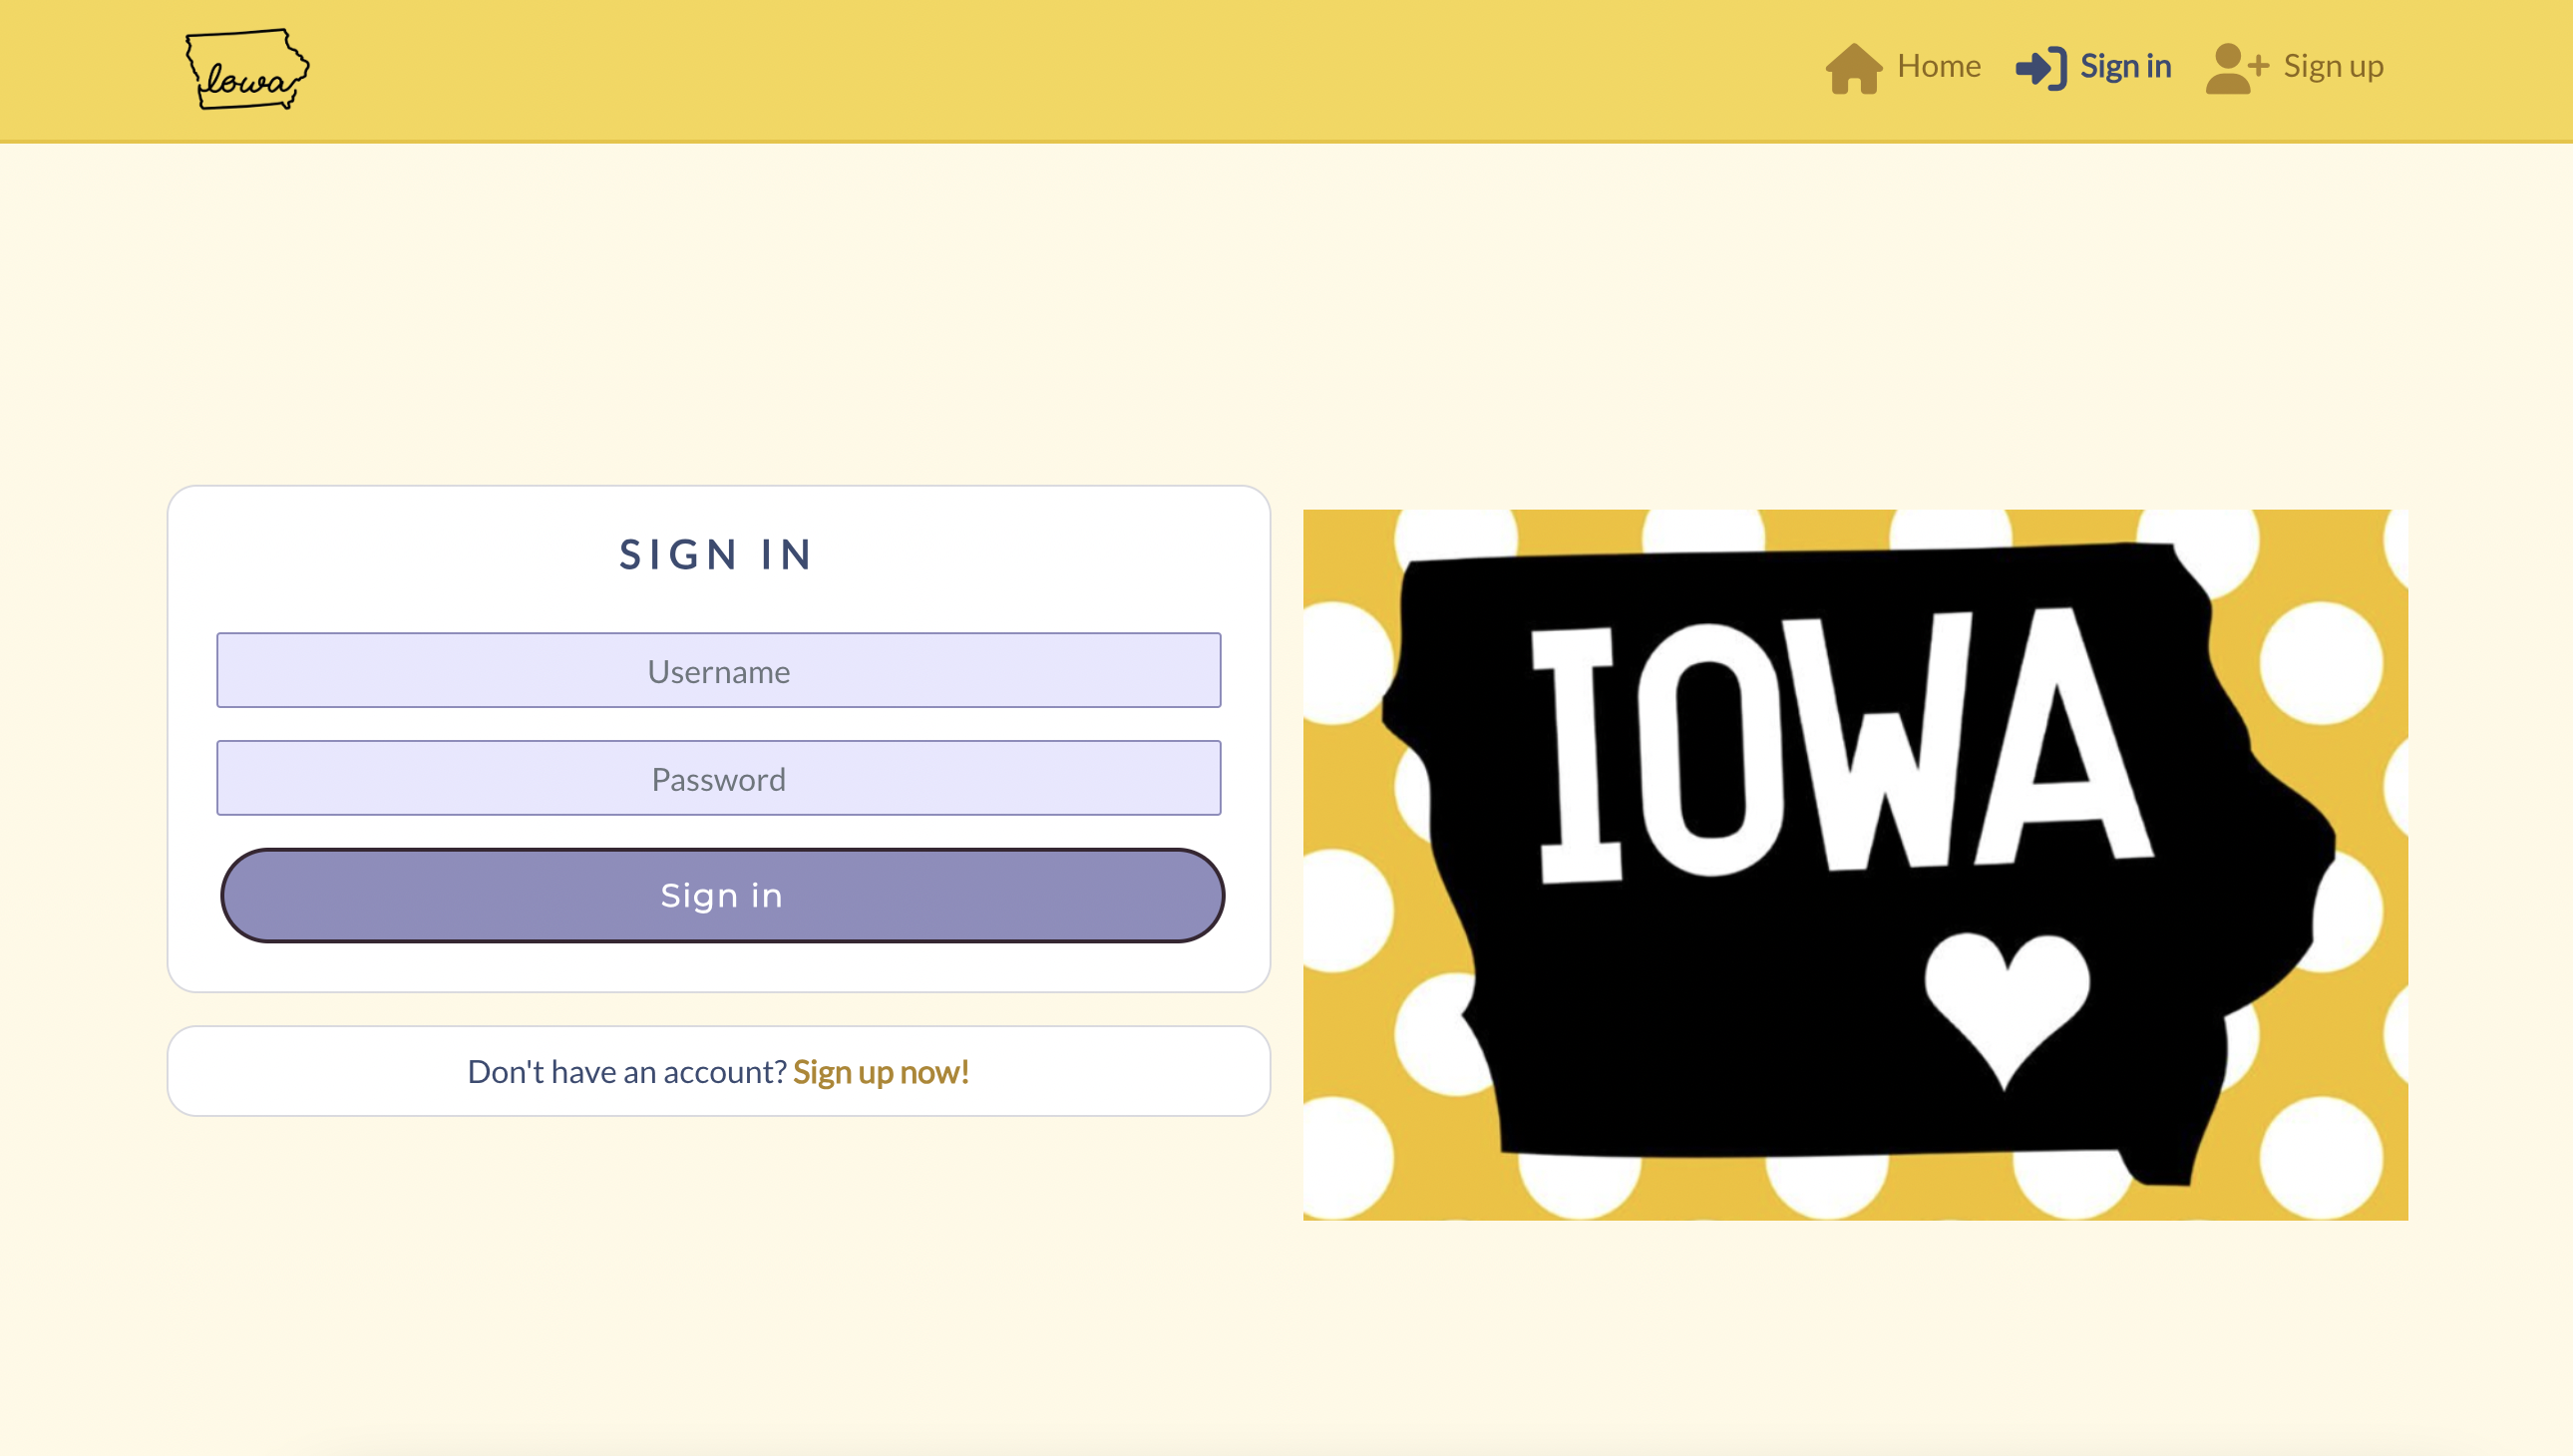 Iowa
Home
Sign in
Sign up
SIGN IN
Username
Password
Sign in
Don't have an account? Sign up now!
IOWA